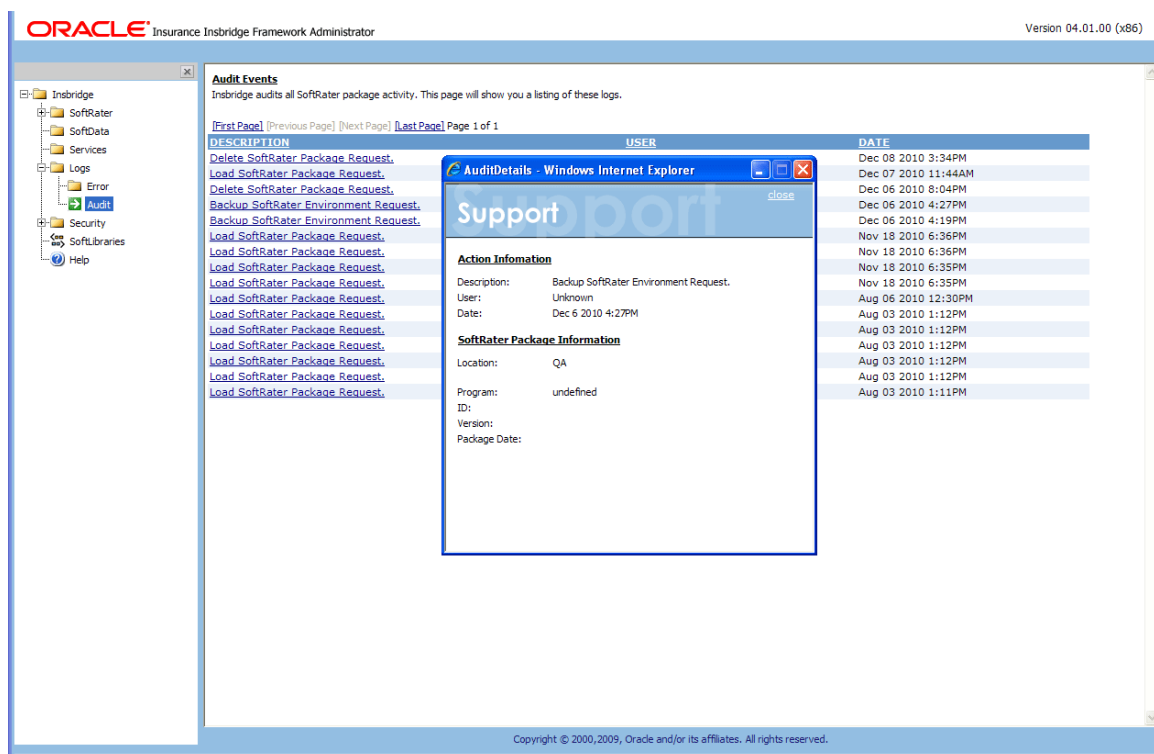 ORACLE Insurance Insbridge Framework Administrator
Version 04.01.00 (x86)
Insbridge
SoftRater
SoftData
Services
Logs
Error
Audit
Security
SoftLibraries
Help
Audit Events
Insbridge audits all SoftRater package activity. This page will show you a listing of these logs.
[First Page] [Previous Page] [Next Page] [Last Page] Page 1 of 1
DESCRIPTION USER DATE
Delete SoftRater Package Request. Dec 08 2010 3:34PM
Load SoftRater Package Request. Dec 07 2010 11:44AM
Delete SoftRater Package Request. Dec 06 2010 8:04PM
Backup SoftRater Environment Request. Dec 06 2010 4:27PM
Backup SoftRater Environment Request. Dec 06 2010 4:19PM
Load SoftRater Package Request. Nov 18 2010 6:36PM
Load SoftRater Package Request. Nov 18 2010 6:36PM
Load SoftRater Package Request. Nov 18 2010 6:35PM
Load SoftRater Package Request. Nov 18 2010 6:35PM
Load SoftRater Package Request. Aug 06 2010 12:30PM
Load SoftRater Package Request. Aug 03 2010 1:12PM
Load SoftRater Package Request. Aug 03 2010 1:12PM
Load SoftRater Package Request. Aug 03 2010 1:12PM
Load SoftRater Package Request. Aug 03 2010 1:12PM
Load SoftRater Package Request. Aug 03 2010 1:12PM
Load SoftRater Package Request. Aug 03 2010 1:11PM
AuditDetails - Windows Internet Explorer
close
Support
Support
Action Infomation
Description: Backup SoftRater Environment Request.
User: Unknown
Date: Dec 6 2010 4:27PM
SoftRater Package Information
Location: QA
Program: undefined
ID:
Version:
Package Date:
Copyright © 2000,2009, Oracle and/or its affiliates. All rights reserved.